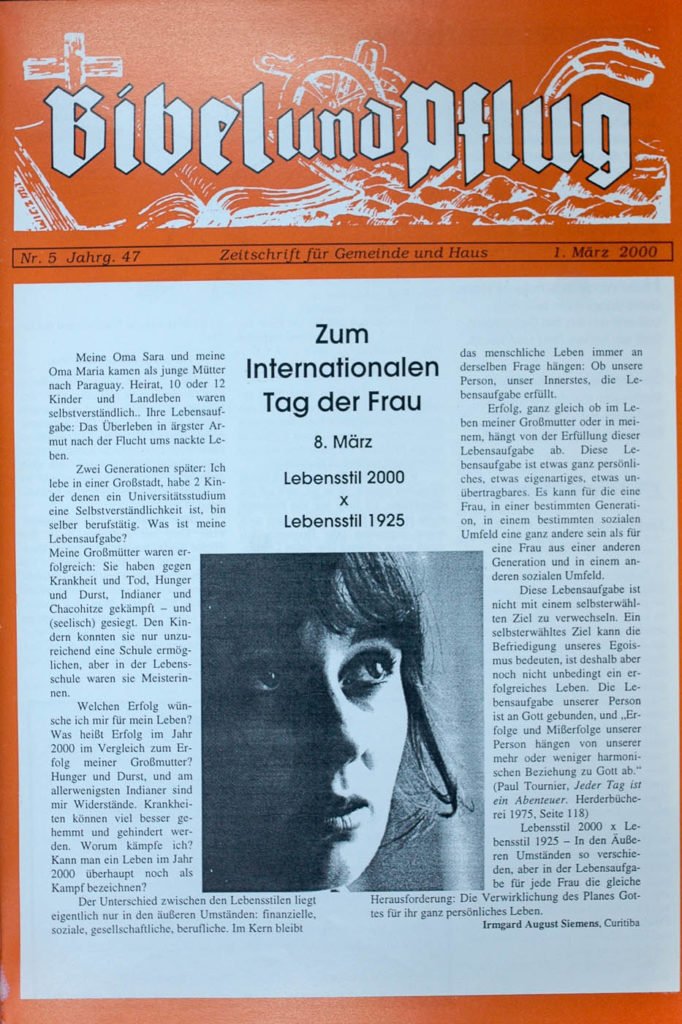 Bibel und Pflug
Nr. 5 Jahrg. 47 Zeitschrift für Gemeinde und Haus 1. März 2000
Zum
Internationalen
Tag der Frau
8. März
Lebensstil 2000
x
Lebensstil 1925
Meine Oma Sara und meine
Oma Maria kamen als junge Mütter
nach Paraguay. Heirat, 10 oder 12
Kinder und Landleben waren
selbstverständlich.. Ihre Lebensauf-
gabe: Das Überleben in ärgster Ar-
mut nach der Flucht ums nackte Le-
ben.
Zwei Generationen später: Ich
lebe in einer Großstadt, habe 2 Kin-
der denen ein Universitätsstudium
eine Selbstverständlichkeit ist, bin
selber berufstätig. Was ist meine
Lebensaufgabe?
Meine Großmütter waren er-
folgreich: Sie haben gegen
Krankheit und Tod, Hunger
und Durst, Indianer und
Chacohitze gekämpft – und
(seelisch) gesiegt. Den Kin-
dern konnten sie nur unzu-
reichend eine Schule ermög-
lichen, aber in der Lebens-
schule waren sie Meisterin-
nen.
Welchen Erfolg wün-
sche ich mir für mein Leben?
Was heißt Erfolg im Jahr
2000 im Vergleich zum Er-
folg meiner Großmutter?
Hunger und Durst, und am
allerwenigsten Indianer sind
mir Widerstände. Krankhei-
ten können viel besser ge-
hemmt und gehindert wer-
den. Worum kämpfe ich?
Kann man ein Leben im Jahr
2000 überhaupt noch als
Kampf bezeichnen?
Der Unterschied zwischen den Lebensstilen liegt
eigentlich nur in den äußeren Umständen: finanzielle,
soziale, gesellschaftliche, berufliche. Im Kern bleibt
das menschliche Leben immer an
derselben Frage hängen: Ob unsere
Person, unser Innerstes, die Le-
bensaufgabe erfüllt.
Erfolg, ganz gleich ob im Le-
ben meiner Großmutter oder in mei-
nem, hängt von der Erfüllung dieser
Lebensaufgabe ab. Diese Le-
bensaufgabe ist etwas ganz persönli-
ches, etwas eigenartiges, etwas un-
übertragbares. Es kann für die eine
Frau, in einer bestimmten Generati-
on, in einem bestimmten sozialen
Umfeld eine ganz andere sein als für
eine Frau aus einer anderen
Generation und in einem an-
deren sozialen Umfeld.
Diese Lebensaufgabe ist
nicht mit einem selbsterwähl-
ten Ziel zu verwechseln. Ein
selbsterwähltes Ziel kann die
Befriedigung unseres Egois-
mus bedeuten, ist deshalb aber
noch nicht unbedingt ein er-
folgreiches Leben. Die Le-
bensaufgabe unserer Person
ist an Gott gebunden, und „Er-
folge und Mißerfolge unserer
Person hängen von unserer
mehr oder weniger harmoni-
schen Beziehung zu Gott ab.“
(Paul Tournier, Jeder Tag ist
ein Abenteuer. Herderbüche-
rei 1975, Seite 118)
Lebensstil 2000 x Le-
bensstil 1925 – In den Äuße-
ren Umständen so verschie-
den, aber in der Lebensaufga-
be für jede Frau die gleiche
Herausforderung: Die Verwirklichung des Planes Got-
tes für ihr ganz persönliches Leben.
Irmgard August Siemens, Curitiba